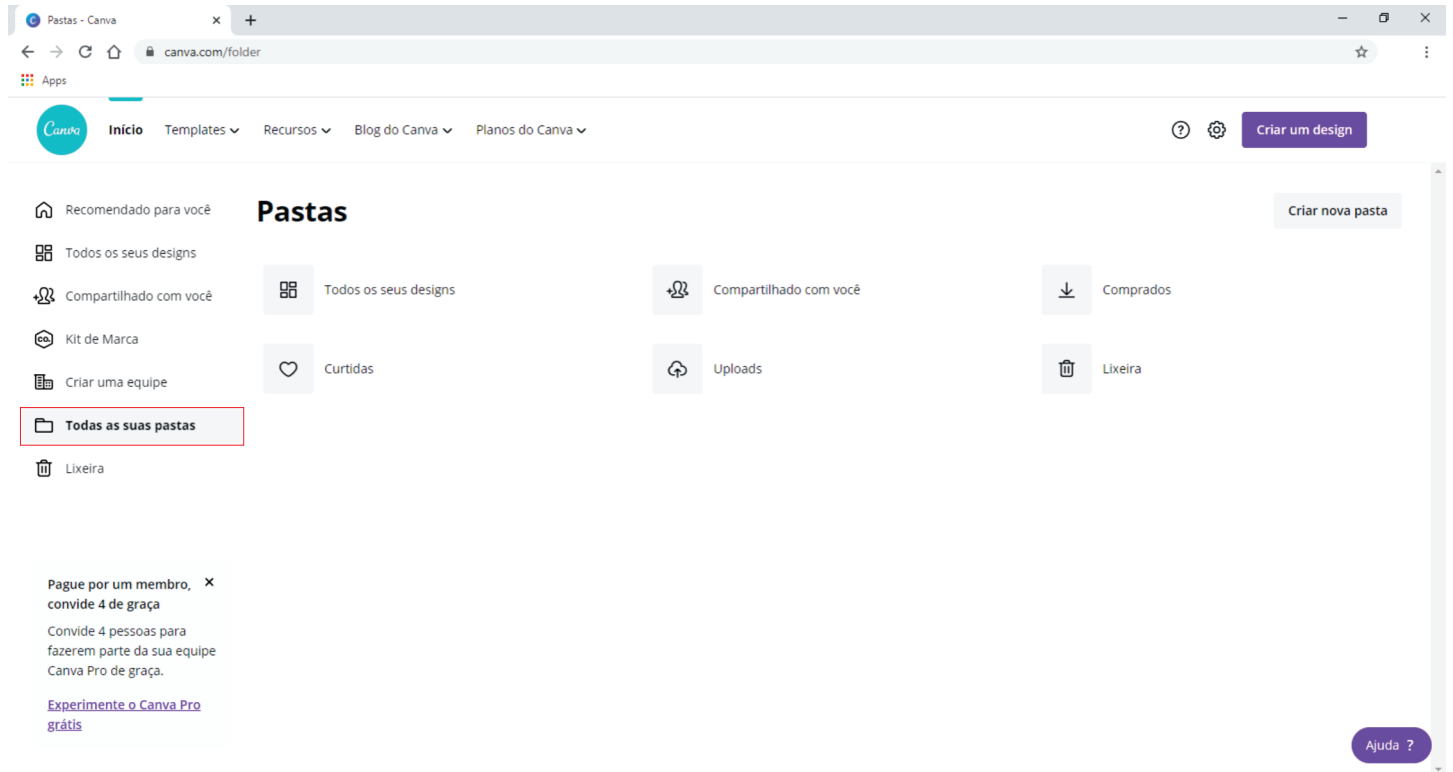 Pastas - Canva
canva.com/folder
Apps
Canva
Início Templates Recursos Blog do Canva Planos do Canva
Criar um design
Recomendado para você
Todos os seus designs
Compartilhado com você
co.
Kit de Marca
Criar uma equipe
Todas as suas pastas
Lixeira
Pastas
Criar nova pasta
Todos os seus designs
Compartilhado com você
Comprados
Curtidas
Uploads
Lixeira
Pague por um membro,
convide 4 de graça
Convide 4 pessoas para
fazerem parte da sua equipe
Canva Pro de graça.
Experimente o Canva Pro
grátis
Ajuda ?